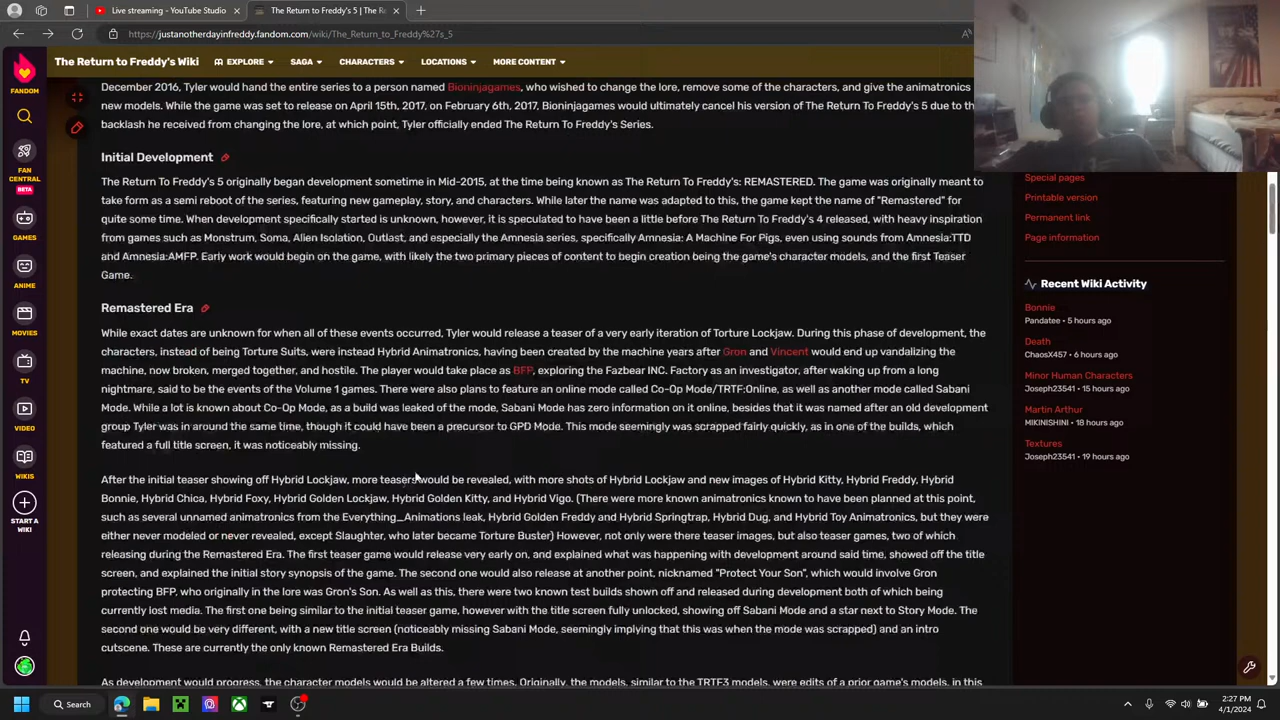 Live streaming - YouTube Studio
The Return to Freddy's 5 | The Re
https://justanotherdayinfreddy.fandom.com/wiki/The_Return_to_Freddy%27s_5
The Return to Freddy's Wiki
EXPLORE
SAGA
CHARACTERS
LOCATIONS
MORE CONTENT
FANDOM
FAN
CENTRAL
BETA
GAMES
ANIME
MOVIES
TV
VIDEO
WIKIS
START A
WIKI
December 2016, Tyler would hand the entire series to a person named Bioninjagames, who wished to change the lore, remove some of the characters, and give the animatronics
new models. While the game was set to release on April 15th, 2017, on February 6th, 2017, Bioninjagames would ultimately cancel his version of The Return To Freddy's 5 due to the
backlash he received from changing the lore, at which point, Tyler officially ended The Return To Freddy's Series.
Initial Development
The Return To Freddy's 5 originally began development sometime in Mid-2015, at the time being known as The Return To Freddy's: REMASTERED. The game was originally meant to
take form as a semi reboot of the series, featuring new gameplay, story, and characters. While later the name was adapted to this, the game kept the name of "Remastered" for
quite some time. When development specifically started is unknown, however, it is speculated to have been a little before The Return To Freddy's 4 released, with heavy inspiration
from games such as Monstrum, Soma, Alien Isolation, Outlast, and especially the Amnesia series, specifically Amnesia: A Machine For Pigs, even using sounds from Amnesia:TTD
and Amnesia:AMFP. Early work would begin on the game, with likely the two primary pieces of content to begin creation being the game's character models, and the first Teaser
Game.
Remastered Era
While exact dates are unknown for when all of the events occurred, Tyler would release a teaser of a very early iteration of Torture Lockjaw. During this phase of development, the
characters, instead of being Torture Suits, were instead Hybrid Animatronics, having been created by the machine years after Gron and Vincent would end up vandalizing the
machine, now broken, merged together, and hostile. The player would take place as BFP, exploring the Fazbear INC. Factory as an investigator, after waking up from a long
nightmare, said to be the events of the Volume 1 games. There were also plans to feature an online mode called Co-Op Mode/TRTF:Online, as well as another mode called Sabani
Mode. While a lot is known about Co-Op Mode, as a build was leaked of the mode, Sabani Mode has zero information on it online, besides that it was named after an old development
group Tyler was in around the same time, though it could have been a precursor to GPD Mode. This mode seemingly was scrapped fairly quickly, as in one of the builds, which
featured a full title screen, it was noticeably missing.
After the initial teaser showing off Hybrid Lockjaw, more teasers would be revealed, with more shots of Hybrid Lockjaw and new images of Hybrid Kitty, Hybrid Freddy, Hybrid
Bonnie, Hybrid Chica, Hybrid Foxy, Hybrid Golden Lockjaw, Hybrid Golden Kitty, and Hybrid Vigo. (There were more known animatronics known to have been planned at this point,
such as several unnamed animatronics from the Everything_Animations leak, Hybrid Golden Freddy and Hybrid Springtrap, Hybrid Dug, and Hybrid Toy Animatronics, but they were
either never modeled or never revealed, except Slaughter, who later became Torture Buster) However, not only were there teaser images, but also teaser games, two of which
releasing during the Remastered Era. The first teaser game would release very early on, and explained what was happening with development around said time, showed off the title
screen, and explained the initial story synopsis of the game. The second one would also release at another point, nicknamed "Protect Your Son", which would involve Gron
protecting BFP, who originally in the lore was Gron's Son. As well as this, there were two known test builds shown off and released during development both of which being
currently lost media. The first one being similar to the initial teaser game, however with the title screen fully unlocked, showing off Sabani Mode and a star next to Story Mode. The
second one would be very different, with a new title screen (noticeably missing Sabani Mode, seemingly implying that this was when the mode was scrapped) and an intro
cutscene. These are currently the only known Remastered Era Builds.
As development would progress, the character models would be altered a few times. Originally, the models, similar to the TRTF3 models, were edits of a prior game's models, in this
Special pages
Printable version
Permanent link
Page information
Recent Wiki Activity
Bonnie
Pandatee • 5 hours ago
Death
ChaosX457 • 6 hours ago
Minor Human Characters
Joseph23541 • 15 hours ago
Martin Arthur
MIKINISHINI • 18 hours ago
Textures
Joseph23541 • 19 hours ago
Search
2:27 PM
4/1/2024